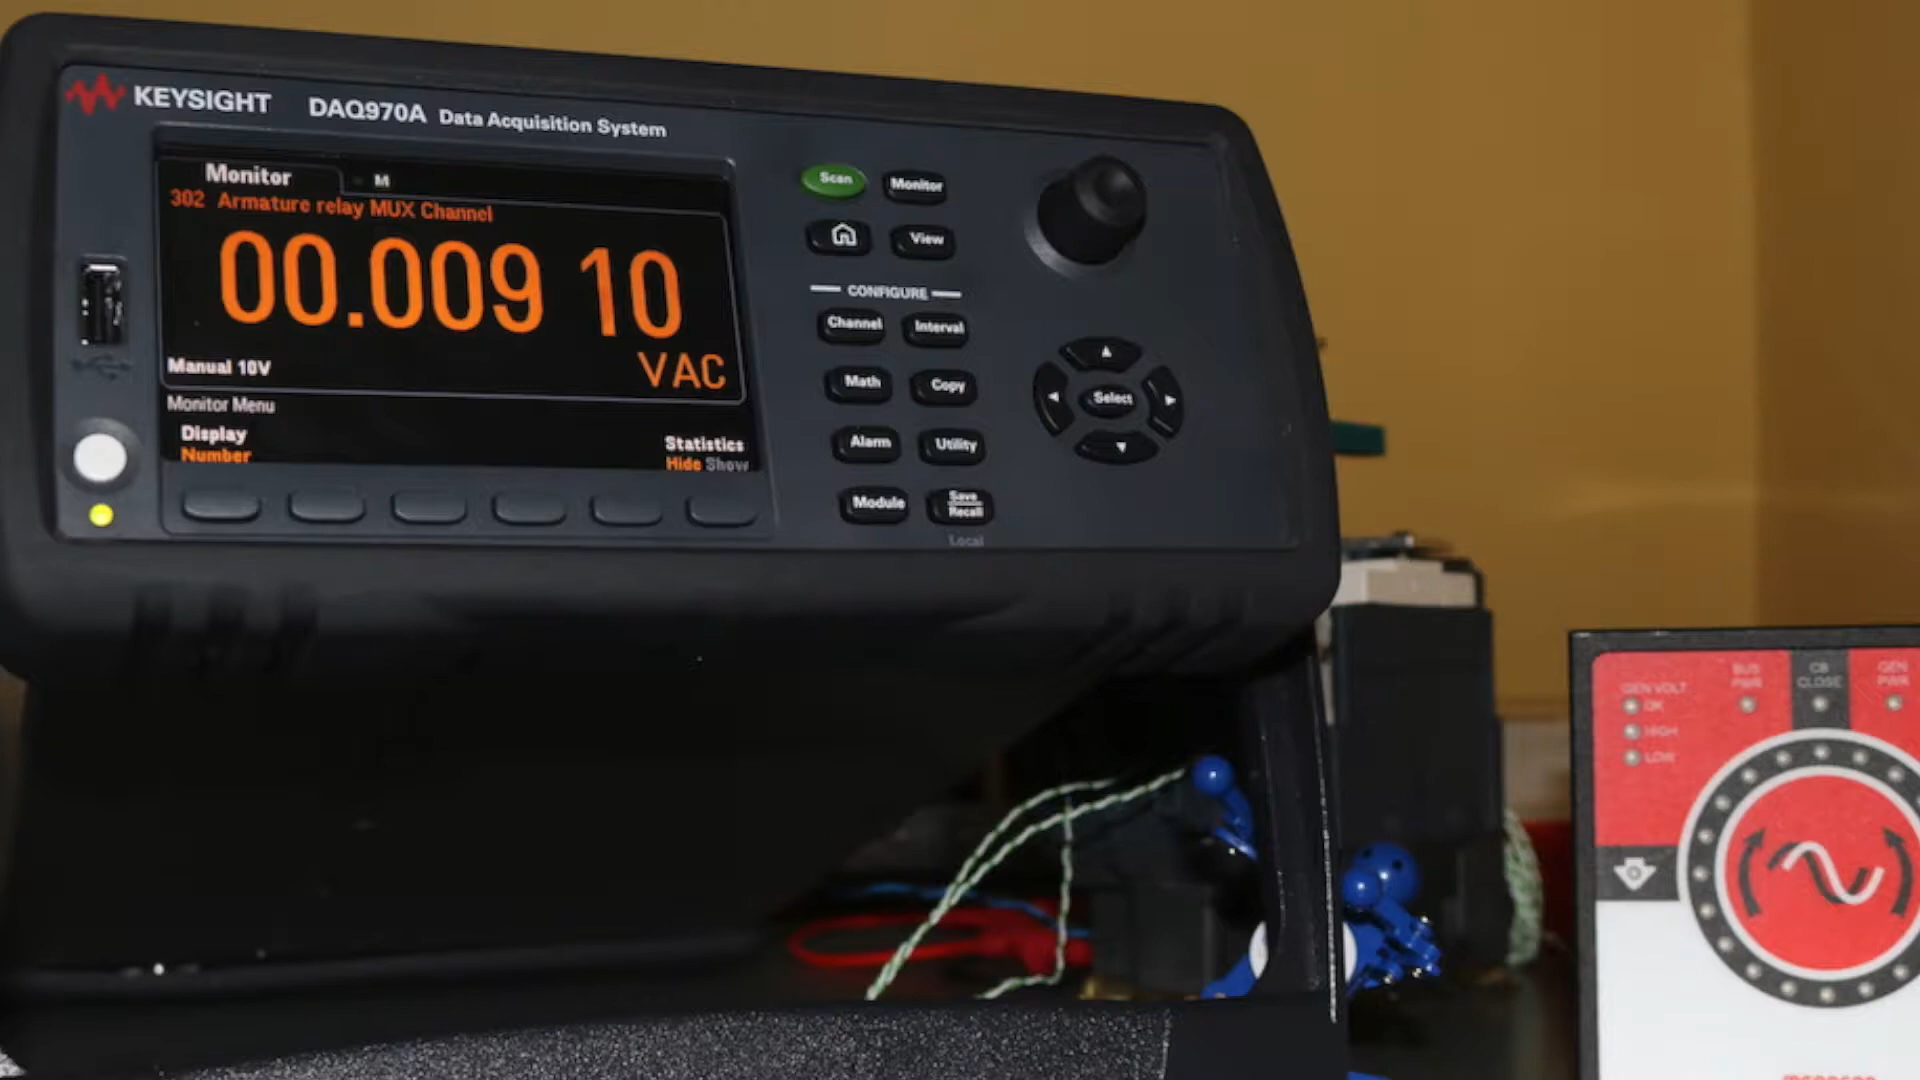 KEYSIGHT DAQ970A Data Acquisition System
Monitor M
302 Armature relay MUX Channel
00.009 10
VAC
Manual 10V
Monitor Menu
Display
Number
Statistics
Hide Show
Scan Monitor
View
CONFIGURE
Channel Interval
Math Copy
Select
Alarm Utility
Module Save
Recall
Local
GEN VOLT
OK
HIGH
LOW
BUS
PWR
CB
CLOSE
GEN
PWR